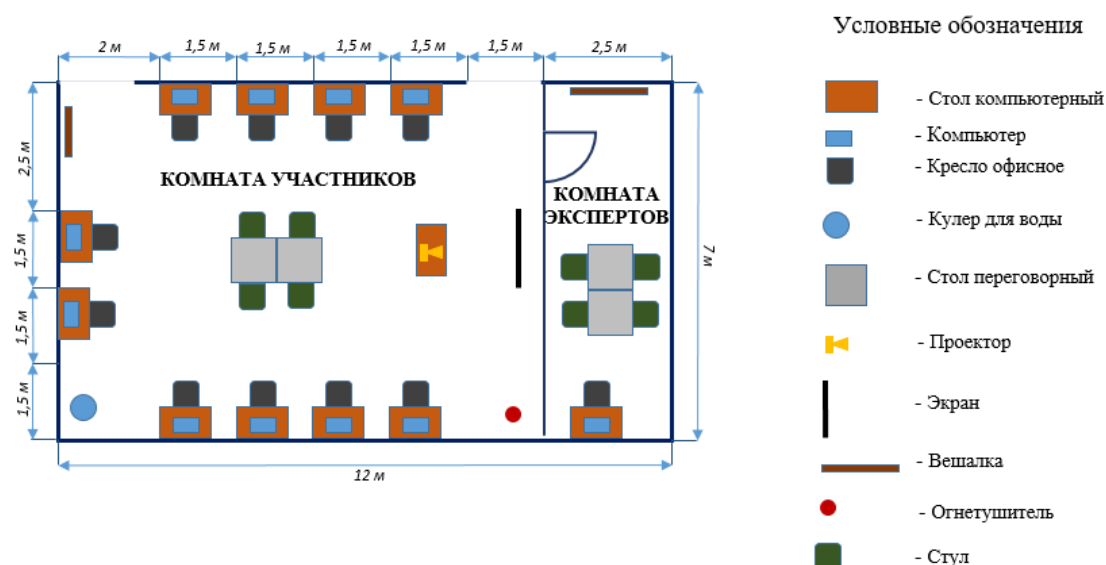 Условные обозначения
2 м
1,5 м
1,5 м
1,5 м
1,5 м
1,5 м
2,5 м
- Стол компьютерный
- Компьютер
- Кресло офисное
- Кулер для воды
- Стол переговорный
- Проектор
- Экран
- Вешалка
- Огнетушитель
- Стул
2,5 м
1,5 м
1,5 м
1,5 м
КОМНАТА УЧАСТНИКОВ
КОМНАТА
ЭКСПЕРТОВ
7 м
12 м